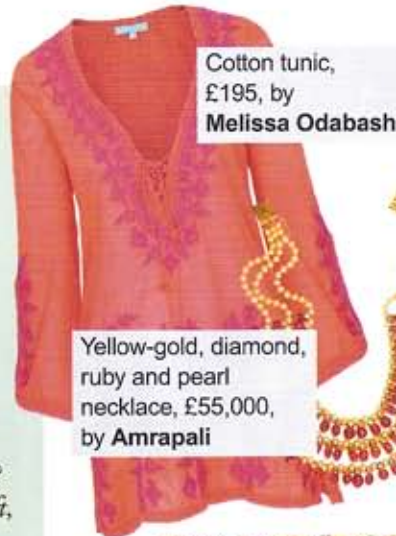 Cotton tunic,
£195, by
Melissa Odabash
Yellow-gold, diamond,
ruby and pearl
necklace, £55,000,
by Amrapali